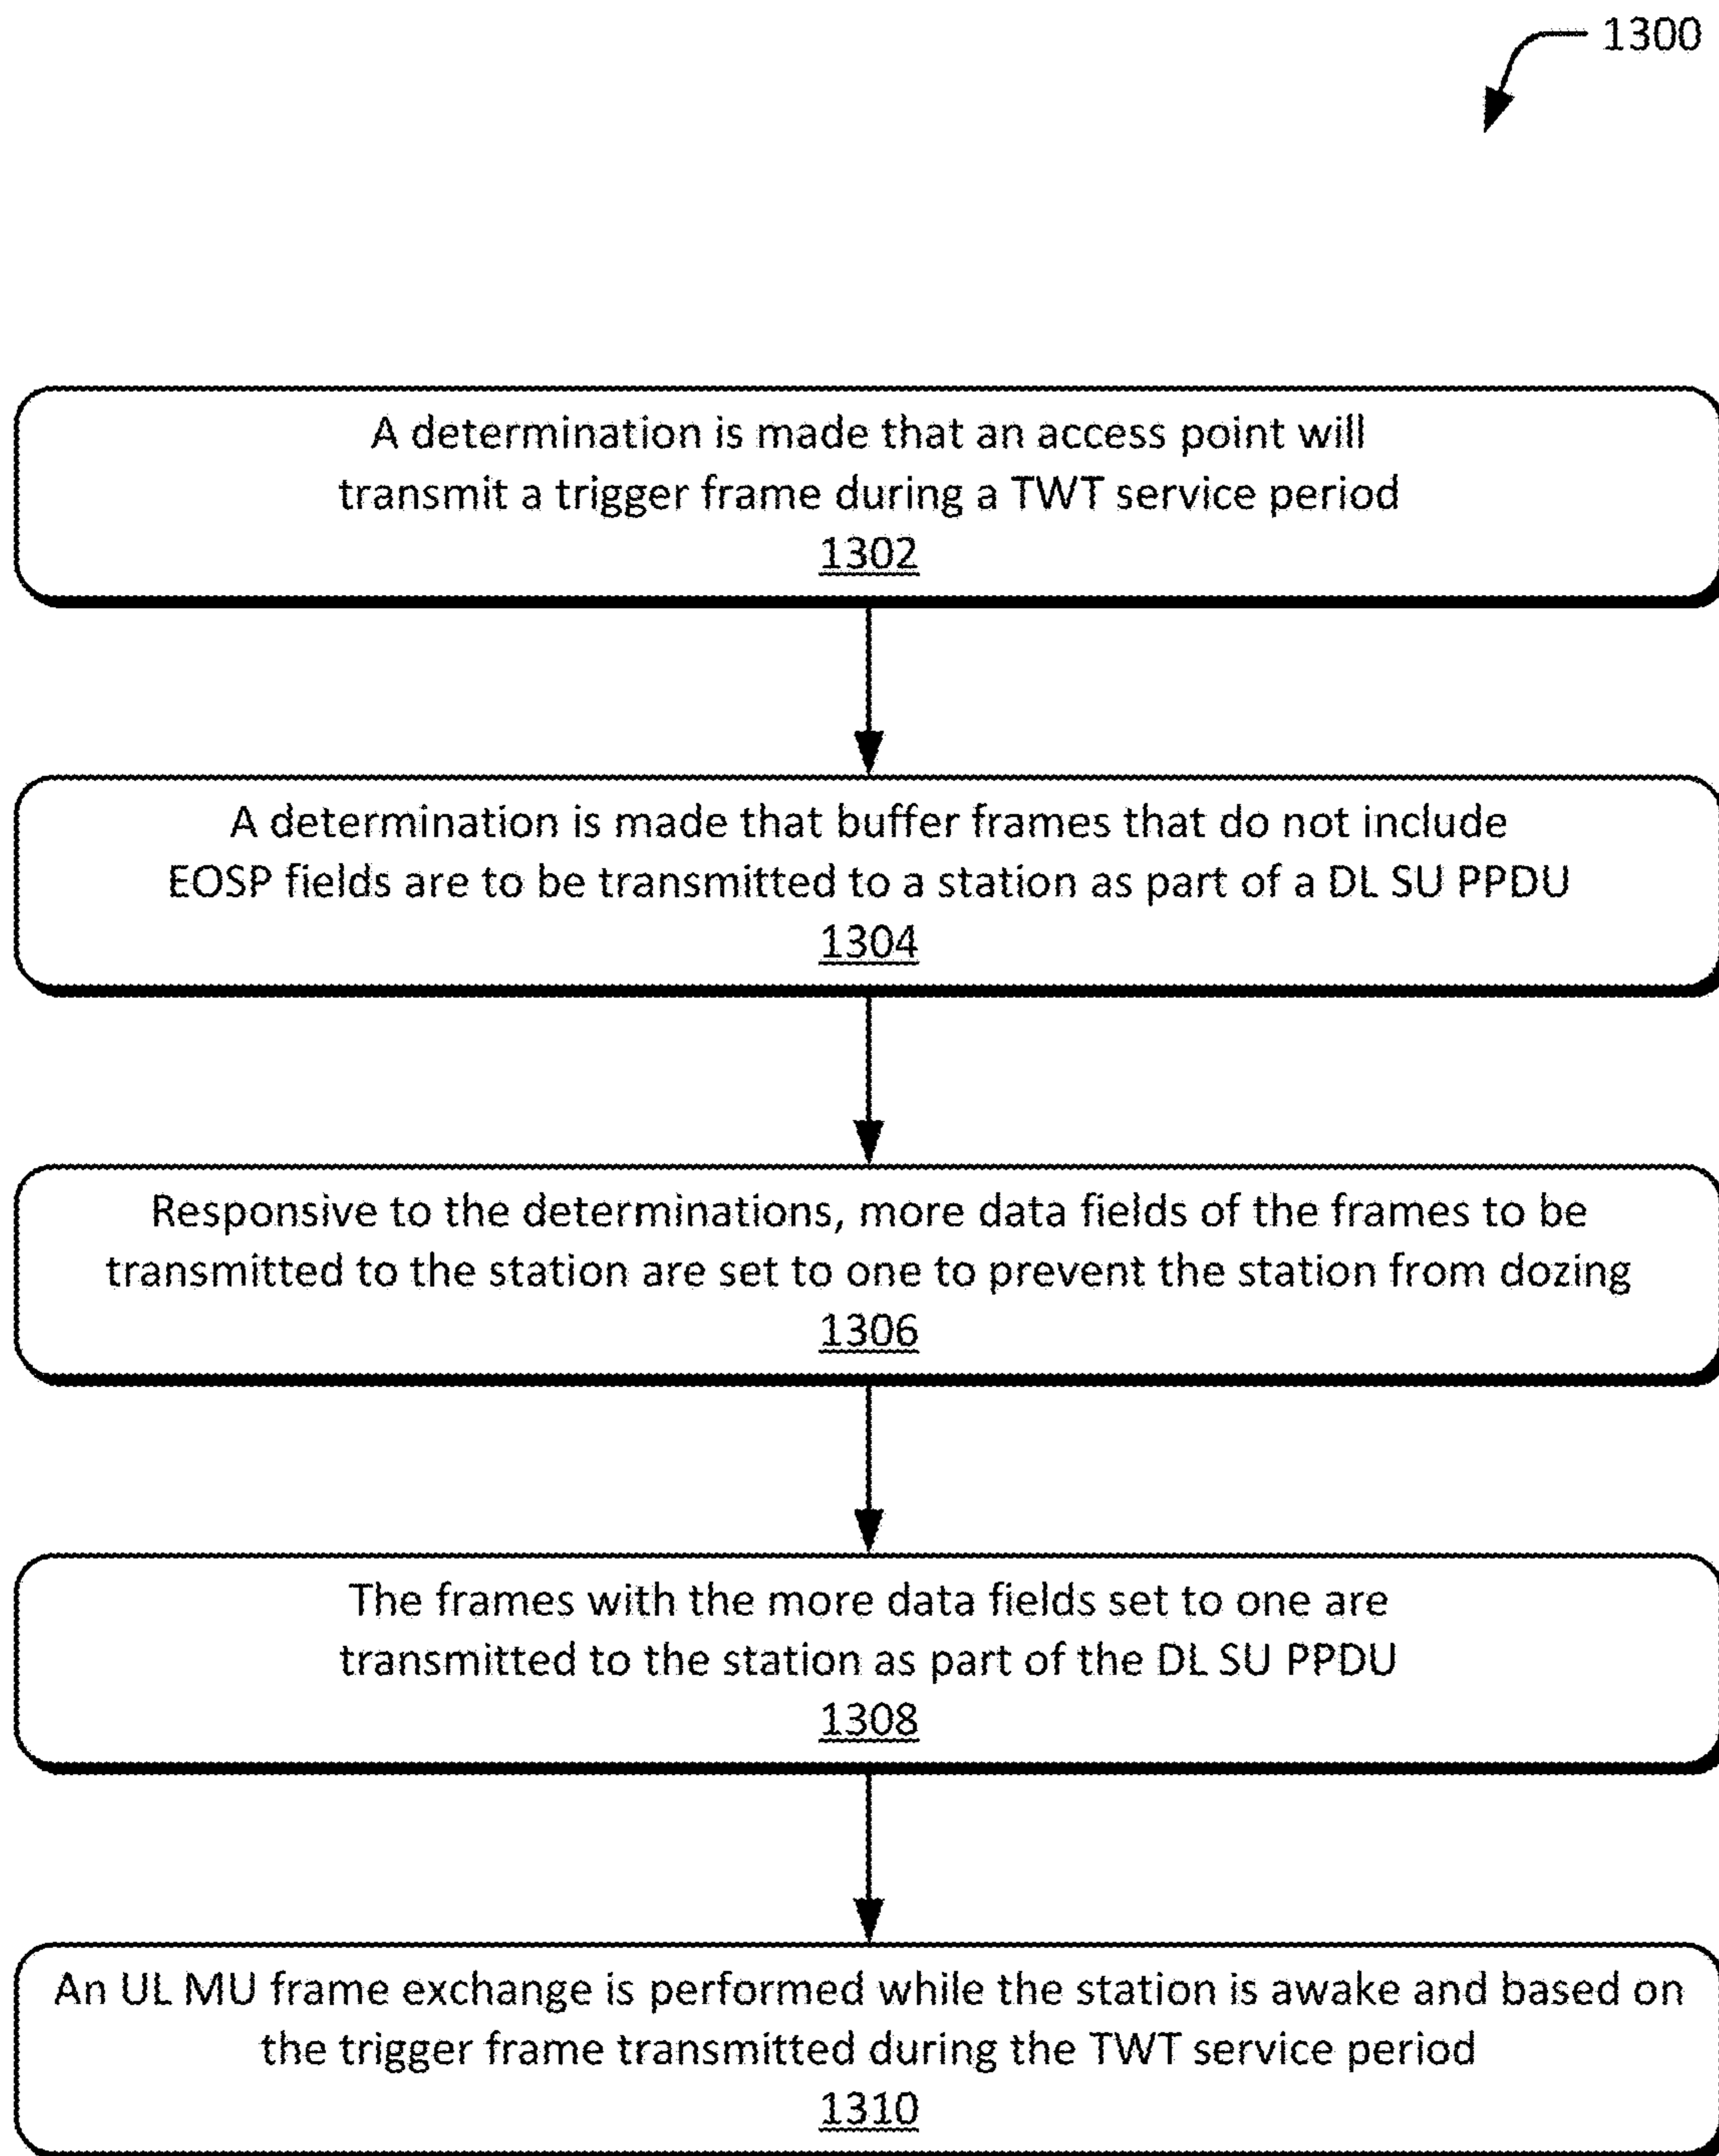 1300
A determination is made that an access point will
transmit a trigger frame during a TWT service period
1302
A determination is made that buffer frames that do not include
EOSP fields are to be transmitted to a station as part of a DL SU PPDU
1304
Responsive to the determinations, more data fields of the frames to be
transmitted to the station are set to one to prevent the station from dozing
1306
The frames with the more data fields set to one are
transmitted to the station as part of the DL SU PPDU
1308
An UL MU frame exchange is performed while the station is awake and based on
the trigger frame transmitted during the TWT service period
1310